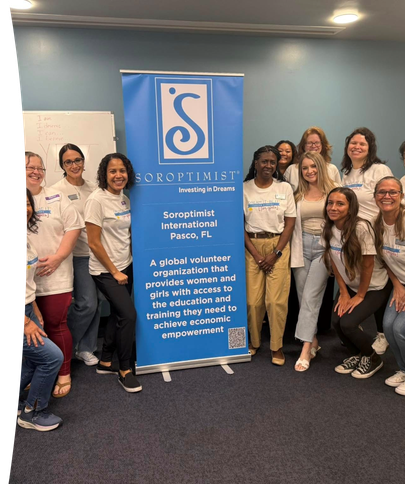 SOROPTIMIST
Investing in Dreams
Soroptimist
International
Pasco, FL
A global volunteer
organization that
provides women and
girls with access to
the education and
training they need to
achieve economic
empowerment